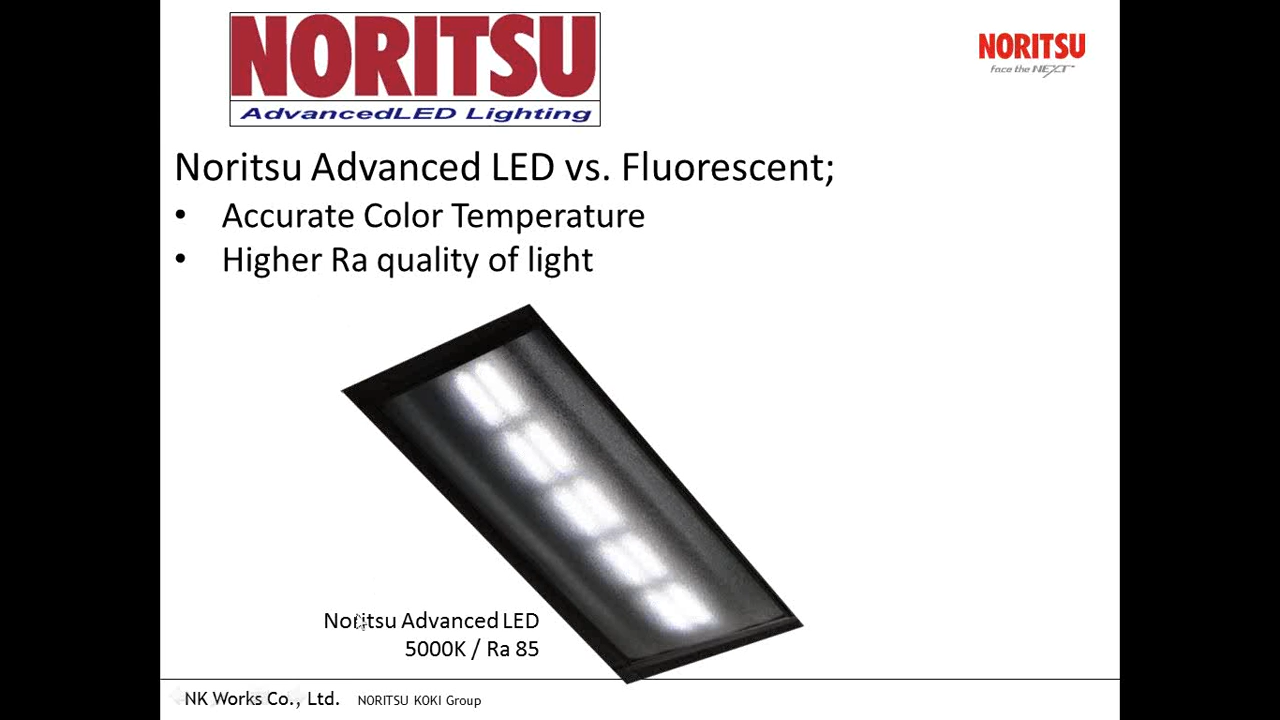 NORITSU
AdvancedLED Lighting
NORITSU
face the NEXT™
Noritsu Advanced LED vs. Fluorescent;
• Accurate Color Temperature
• Higher Ra quality of light
Noritsu Advanced LED
5000K / Ra 85
NK Works Co., Ltd. NORITSU KOKI Group